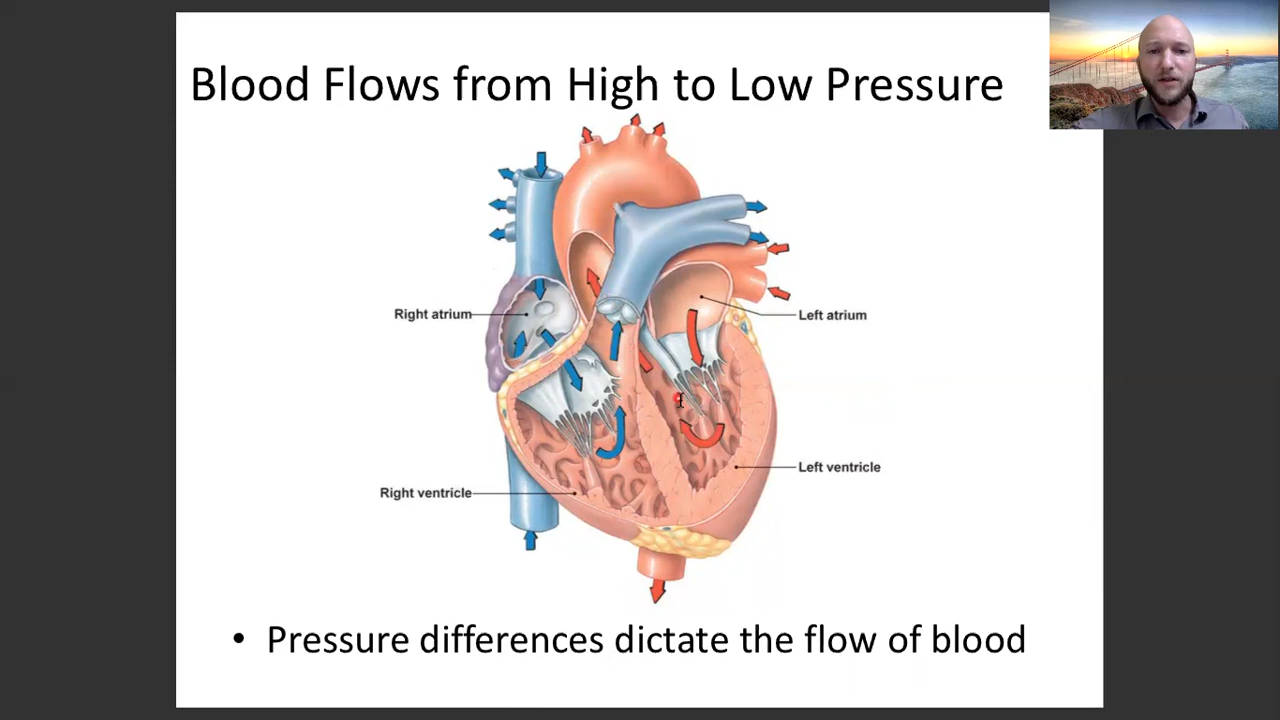 Blood Flows from High to Low Pressure
Right atrium
Left atrium
Left ventricle
Right ventricle
• Pressure differences dictate the flow of blood